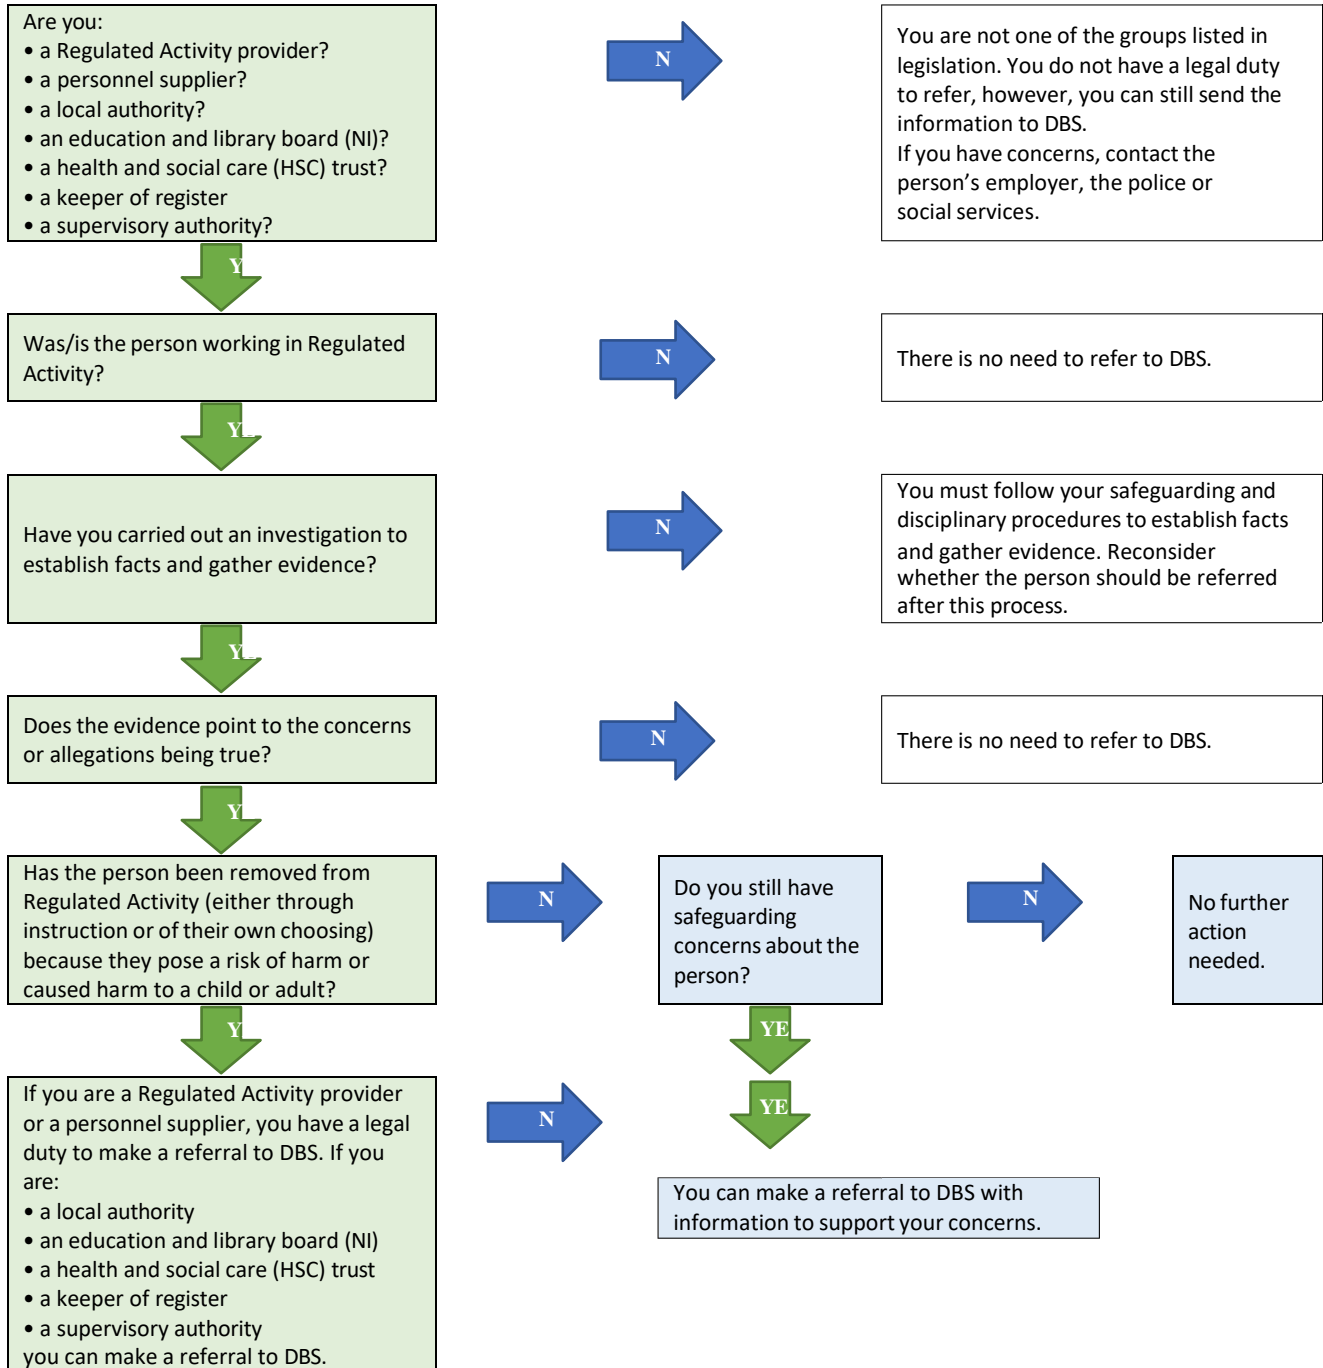 Are you:
• a Regulated Activity provider?
• a personnel supplier?
• a local authority?
• an education and library board (NI)?
• a health and social care (HSC) trust?
• a keeper of register
• a supervisory authority?
N
You are not one of the groups listed in
legislation. You do not have a legal duty
to refer, however, you can still send the
information to DBS.
If you have concerns, contact the
person’s employer, the police or
social services.
Y
Was/is the person working in Regulated
Activity?
N
There is no need to refer to DBS.
Y
Have you carried out an investigation to
establish facts and gather evidence?
N
You must follow your safeguarding and
disciplinary procedures to establish facts
and gather evidence. Reconsider
whether the person should be referred
after this process.
Y
Does the evidence point to the concerns
or allegations being true?
N
There is no need to refer to DBS.
Y
Has the person been removed from
Regulated Activity (either through
instruction or of their own choosing)
because they pose a risk of harm or
caused harm to a child or adult?
N
Do you still have
safeguarding
concerns about the
person?
N
No further
action
needed.
Y
YE
If you are a Regulated Activity provider
or a personnel supplier, you have a legal
duty to make a referral to DBS. If you
are:
• a local authority
• an education and library board (NI)
• a health and social care (HSC) trust
• a keeper of register
• a supervisory authority
you can make a referral to DBS.
N
YE
You can make a referral to DBS with
information to support your concerns.